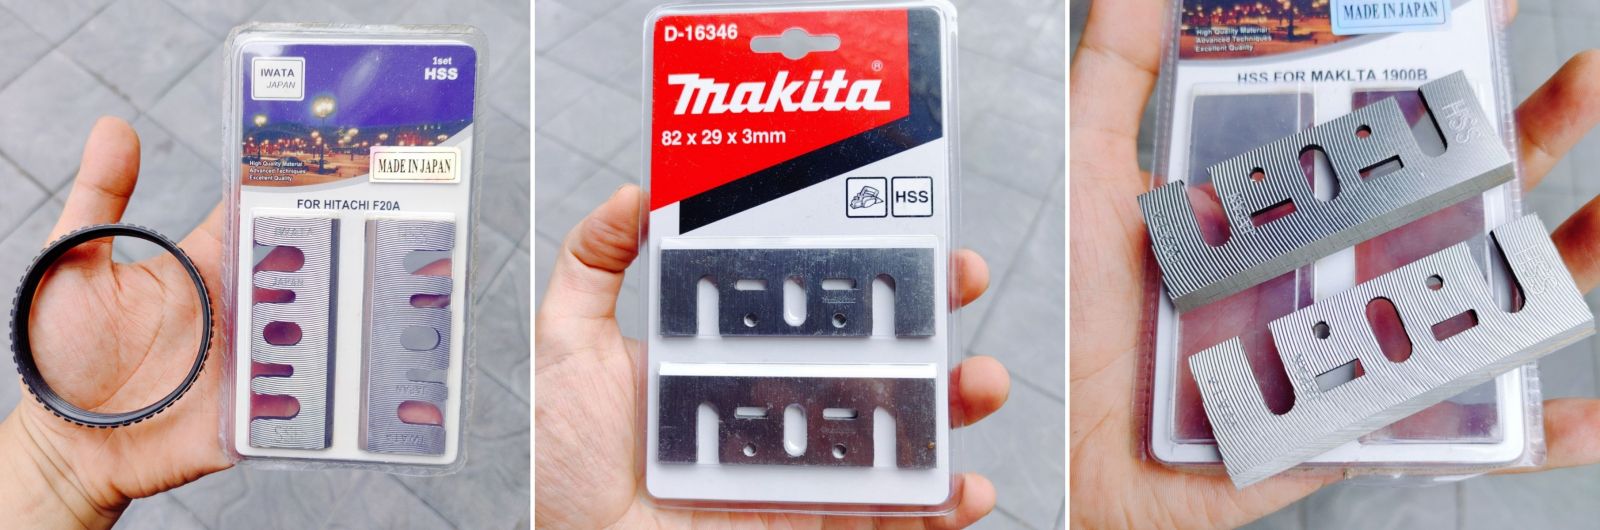 IWATA
JAPAN
1set
HSS
High Quality Material
Advanced Techniques
Excellent Quality
MADE IN JAPAN
FOR HITACHI F20A
IWATA
JAPAN
D-16346
makita®
82 x 29 x 3mm
HSS
makita
MADE IN JAPAN
High Quality Material
Advanced Techniques
Excellent Quality
HSS FOR MAKLTA 1900B
HSS
HSS